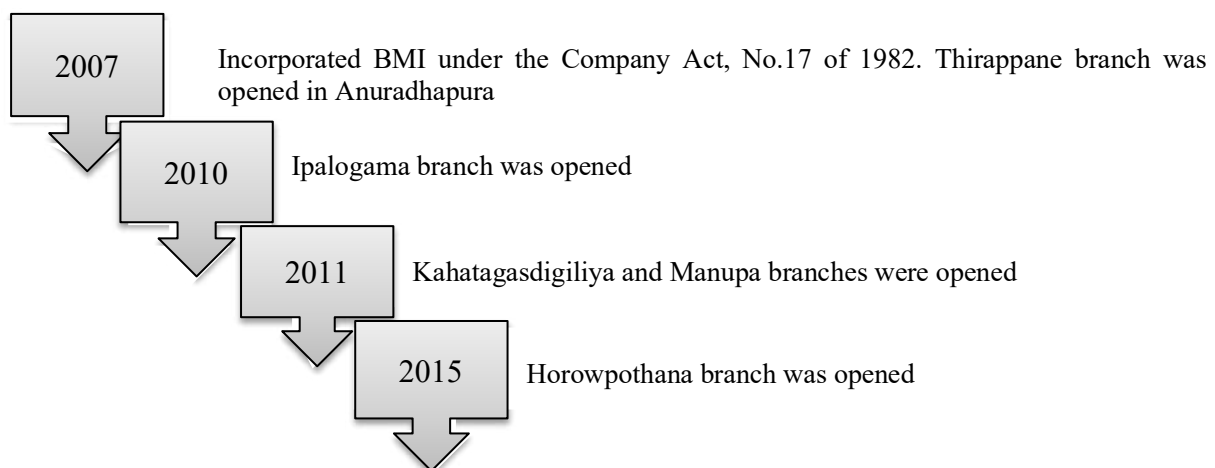 2007
Incorporated BMI under the Company Act, No.17 of 1982. Thirappane branch was
opened in Anuradhapura
2010
Ipalogama branch was opened
2011
Kahatagasdigiliya and Manupa branches were opened
2015
Horowpothana branch was opened